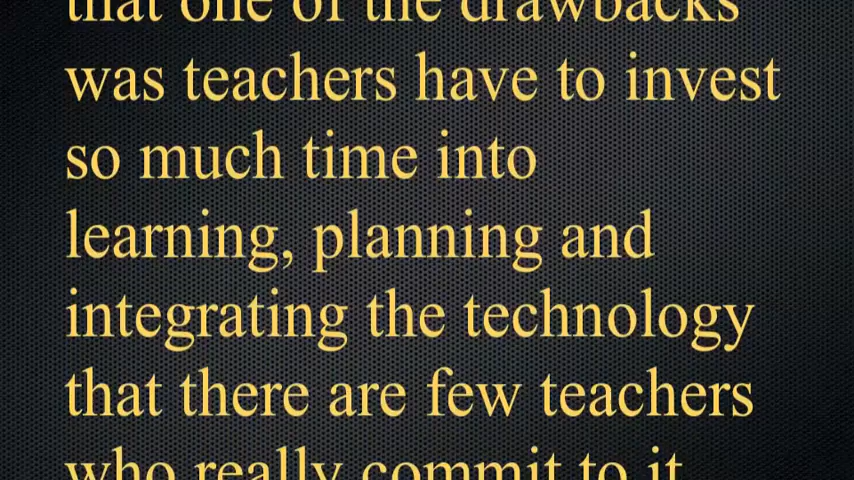 that one of the drawbacks
was teachers have to invest
so much time into
learning, planning and
integrating the technology
that there are few teachers
who really commit to it